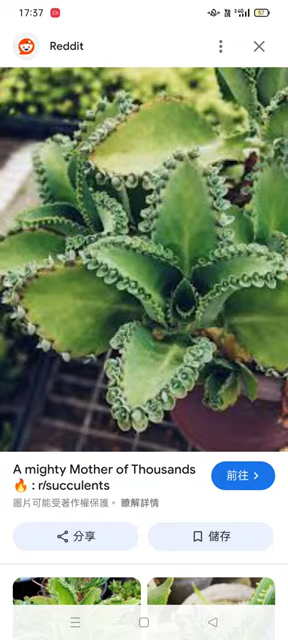 17:37
Reddit
A mighty Mother of Thousands
🔥 : r/succulents
前往
圖片可能受著作權保護。 瞭解詳情
分享
儲存